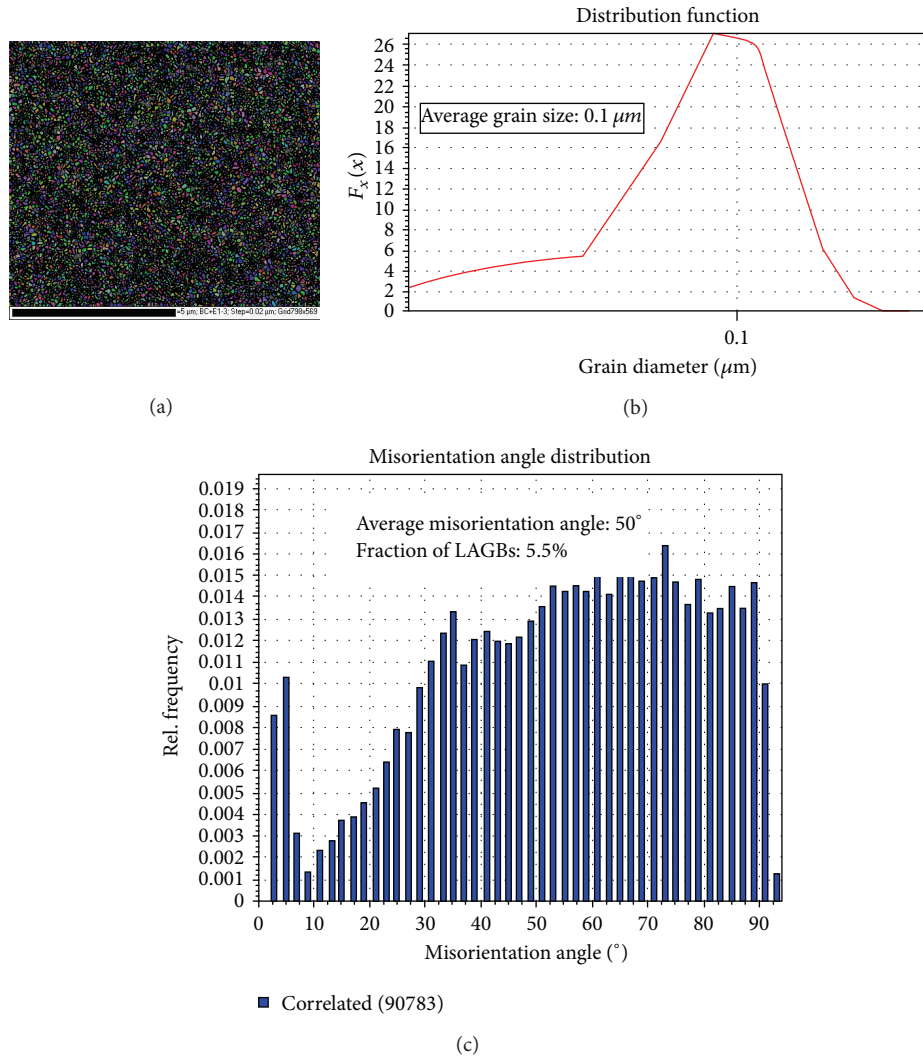 =5 µm; BC+E1-3; Step=0.02 µm; Grid798x569
(a)
Distribution function
26
24
22
20
18
16
14
12
10
8
6
4
2
0
Average grain size: 0.1 µm
Fₓ(x)
0.1
Grain diameter (µm)
(b)
Misorientation angle distribution
0.019
0.018
0.017
0.016
0.015
0.014
0.013
0.012
0.011
0.01
0.009
0.008
0.007
0.006
0.005
0.004
0.003
0.002
0.001
0
Average misorientation angle: 50°
Fraction of LAGBs: 5.5%
Rel. frequency
0 10 20 30 40 50 60 70 80 90
Misorientation angle (°)
Correlated (90783)
(c)